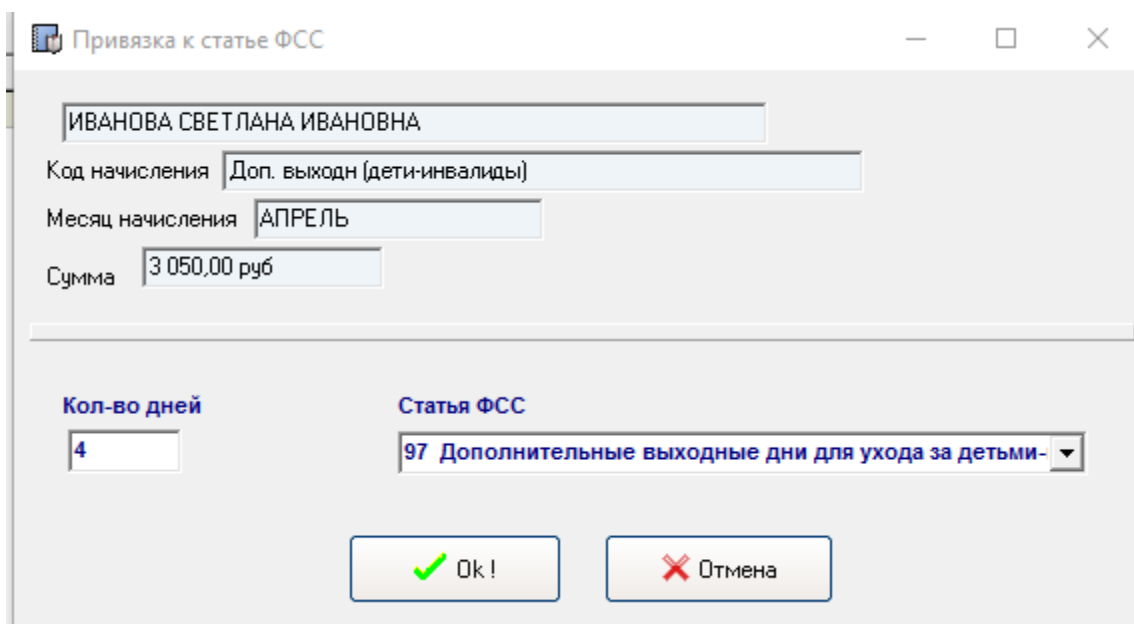 Привязка к статье ФСС
ИВАНОВА СВЕТЛАНА ИВАНОВНА
Код начисления Доп. выходн (дети-инвалиды)
Месяц начисления АПРЕЛЬ
Сумма 3 050,00 руб
Кол-во дней Статья ФСС
4 97 Дополнительные выходные дни для ухода за детьми-
Ok ! Отмена